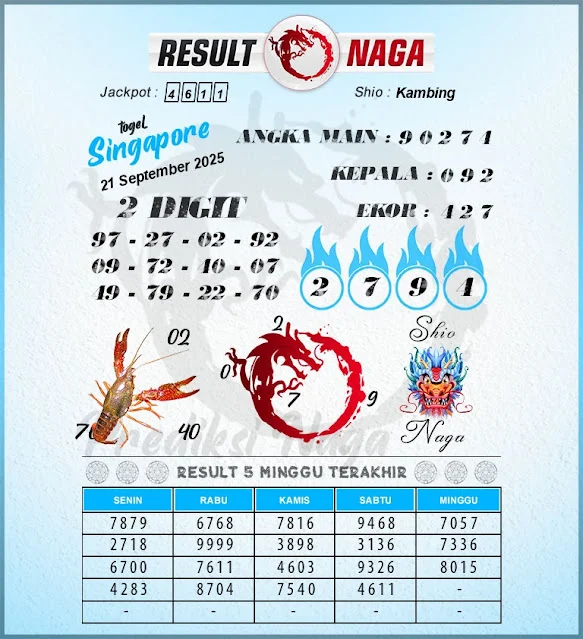 RESULT NAGA
Jackpot : 4611
Shio : Kambing
Togel
Singapore
21 September 2025
ANGKA MAIN : 9 0 2 7 4
KEPALA : 0 9 2
EKOR : 4 2 7
2 DIGIT
97 - 27 - 02 - 92
09 - 72 - 40 - 07
49 - 79 - 22 - 70
2 7 9 4
02
40
2
0
7
9
Shio
Naga
Prediksi Naga
RESULT 5 MINGGU TERAKHIR
SENIN RABU KAMIS SABTU MINGGU
7879 6768 7816 9468 7057
2718 9999 3898 3136 7336
6700 7611 4603 9326 8015
4283 8704 7540 4611 -
- - - - -